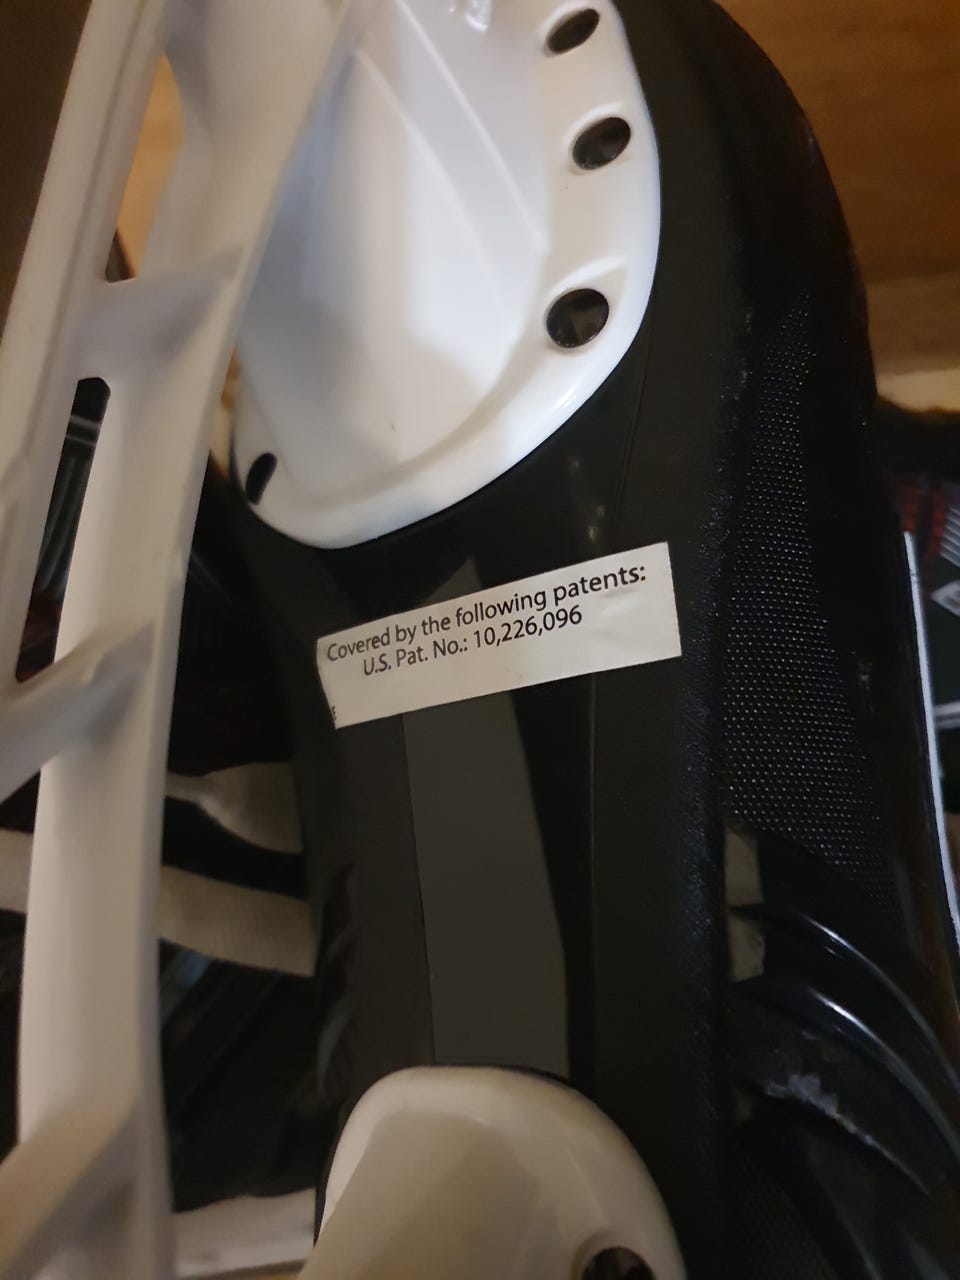 Covered by the following patents:
U.S. Pat. No.: 10,226,096